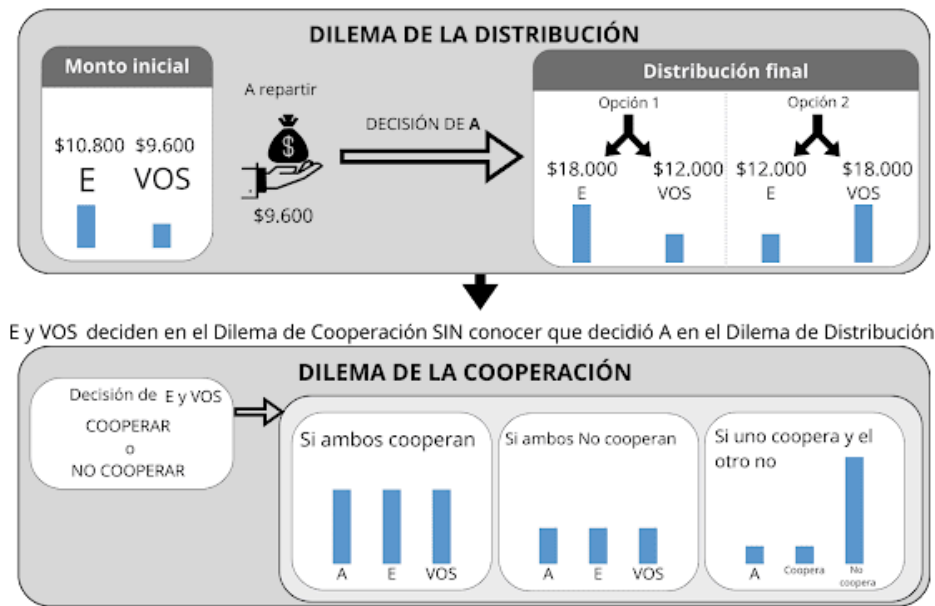 DILEMA DE LA DISTRIBUCIÓN
Monto inicial
$10.800 $9.600
E VOS
A repartir
$
$9.600
DECISIÓN DE A
Distribución final
Opción 1
Opción 2
$18.000 $12.000 $12.000 $18.000
E VOS E VOS
E y VOS deciden en el Dilema de Cooperación SIN conocer que decidió A en el Dilema de Distribución
DILEMA DE LA COOPERACIÓN
Decisión de E y VOS
COOPERAR
o
NO COOPERAR
Si ambos cooperan
A E VOS
Si ambos No cooperan
A E VOS
Si uno coopera y el
otro no
A Coopera No
coopera